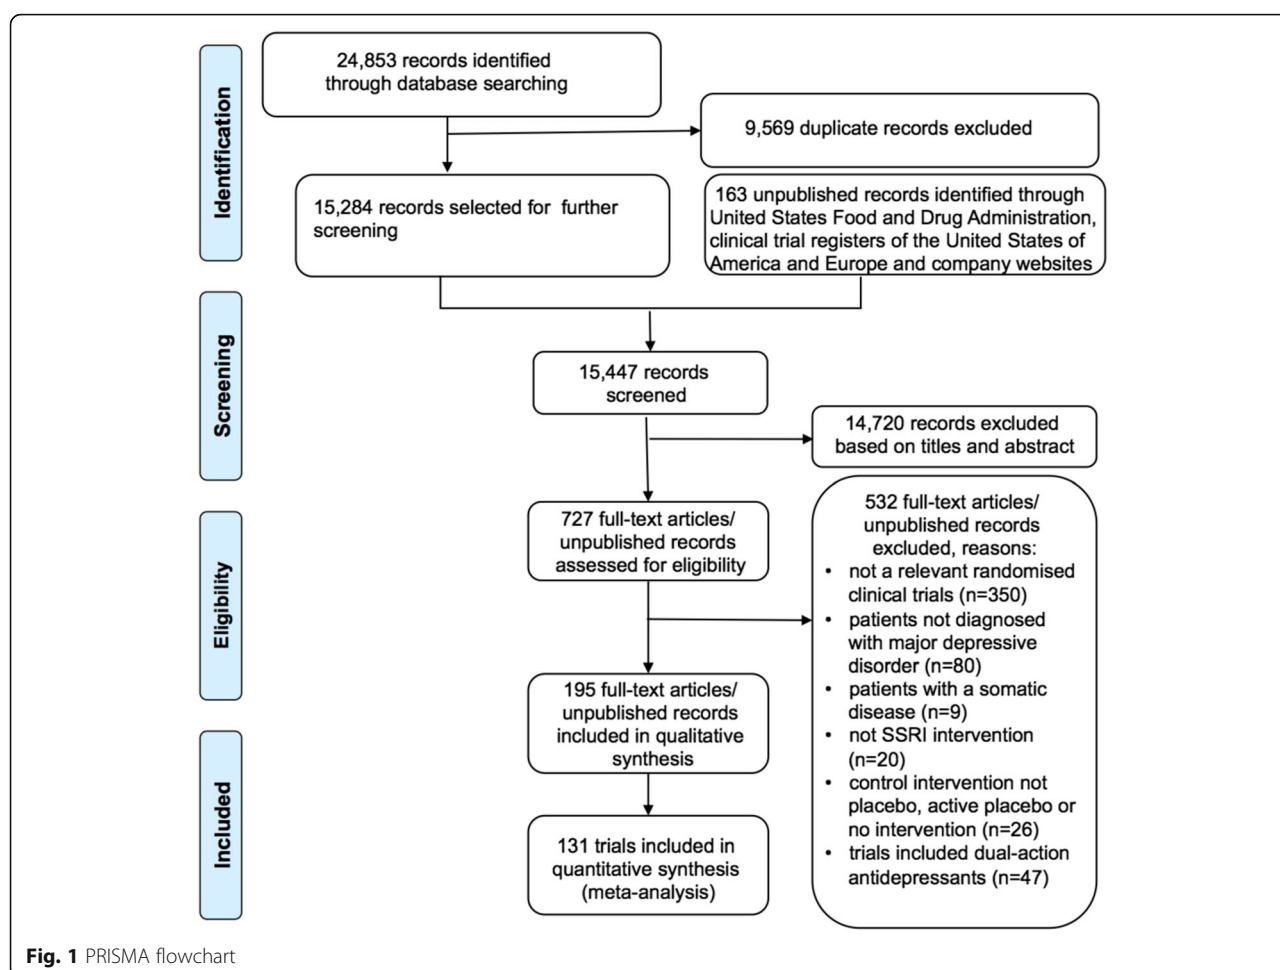 Identification
24,853 records identified
through database searching
9,569 duplicate records excluded
15,284 records selected for further
screening
163 unpublished records identified through
United States Food and Drug Administration,
clinical trial registers of the United States of
America and Europe and company websites
Screening
15,447 records
screened
14,720 records excluded
based on titles and abstract
Eligibility
727 full-text articles/
unpublished records
assessed for eligibility
532 full-text articles/
unpublished records
excluded, reasons:
• not a relevant randomised
clinical trials (n=350)
• patients not diagnosed
with major depressive
disorder (n=80)
• patients with a somatic
disease (n=9)
• not SSRI intervention
(n=20)
• control intervention not
placebo, active placebo or
no intervention (n=26)
• trials included dual-action
antidepressants (n=47)
195 full-text articles/
unpublished records
included in qualitative
synthesis
Included
131 trials included in
quantitative synthesis
(meta-analysis)
Fig. 1 PRISMA flowchart